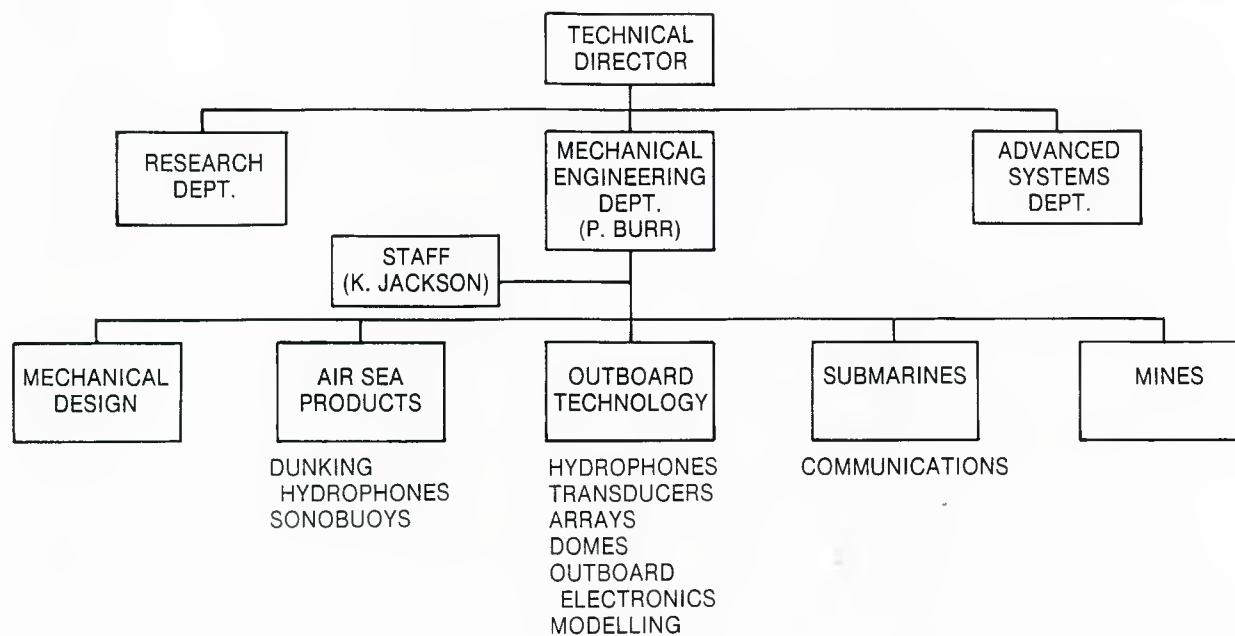 TECHNICAL
DIRECTOR
RESEARCH
DEPT.
MECHANICAL
ENGINEERING
DEPT.
(P. BURR)
ADVANCED
SYSTEMS
DEPT.
STAFF
(K. JACKSON)
MECHANICAL
DESIGN
AIR SEA
PRODUCTS
OUTBOARD
TECHNOLOGY
SUBMARINES
MINES
DUNKING
HYDROPHONES
SONOBUOYS
HYDROPHONES
TRANSDUCERS
ARRAYS
DOMES
OUTBOARD
ELECTRONICS
MODELLING
COMMUNICATIONS